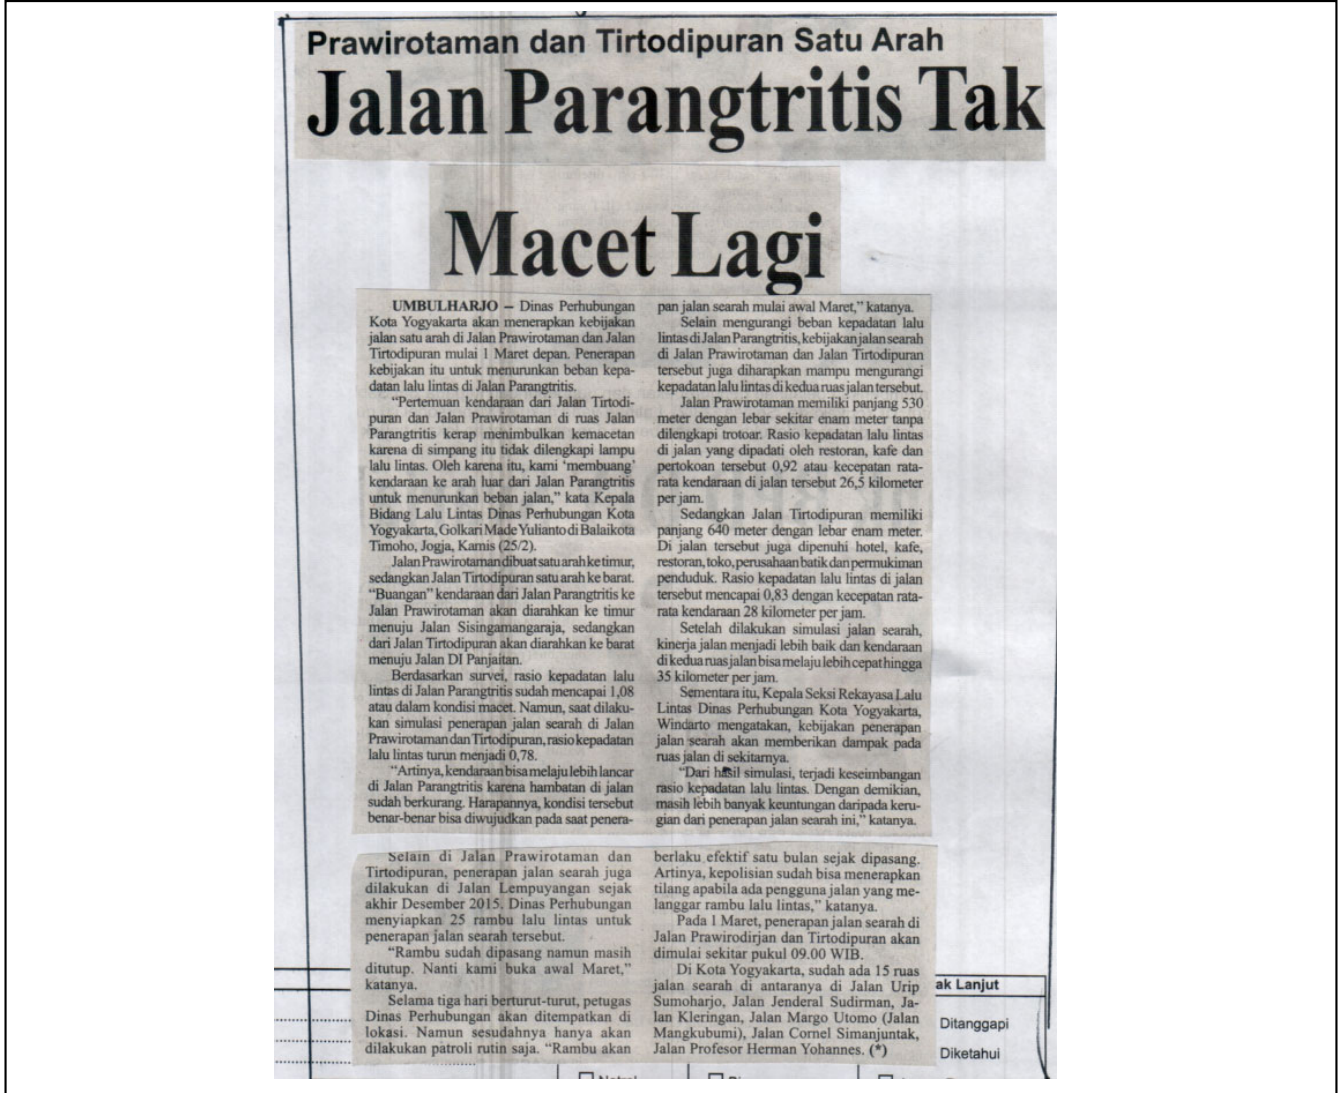 Prawirotaman dan Tirtodipuran Satu Arah
Jalan Parangtritis Tak
Macet Lagi
UMBULHARJO – Dinas Perhubungan
Kota Yogyakarta akan menerapkan kebijakan
jalan satu arah di Jalan Prawirotaman dan Jalan
Tirtodipuran mulai 1 Maret depan. Penerapan
kebijakan itu untuk menurunkan beban kepa-
datan lalu lintas di Jalan Parangtritis.
“Pertemuan kendaraan dari Jalan Tirtodi-
puran dan Jalan Prawirotaman di ruas Jalan
Parangtritis kerap menimbulkan kemacetan
karena di simpang itu tidak dilengkapi lampu
lalu lintas. Oleh karena itu, kami ‘membuang’
kendaraan ke arah luar dari Jalan Parangtritis
untuk menurunkan beban jalan,” kata Kepala
Bidang Lalu Lintas Dinas Perhubungan Kota
Yogyakarta, Golkari Made Yulianto di Balaikota
Timoho, Jogja, Kamis (25/2).
Jalan Prawirotaman dibuat satu arah ke timur,
sedangkan Jalan Tirtodipuran satu arah ke barat.
“Buangan” kendaraan dari Jalan Parangtritis ke
Jalan Prawirotaman akan diarahkan ke timur
menuju Jalan Sisingamangaraja, sedangkan
dari Jalan Tirtodipuran akan diarahkan ke barat
menuju Jalan DI Panjaitan.
Berdasarkan survei, rasio kepadatan lalu
lintas di Jalan Parangtritis sudah mencapai 1,08
atau dalam kondisi macet. Namun, saat dilaku-
kan simulasi penerapan jalan searah di Jalan
Prawirotaman dan Tirtodipuran, rasio kepadatan
lalu lintas turun menjadi 0,78.
“Artinya, kendaraan bisa melaju lebih lancar
di Jalan Parangtritis karena hambatan di jalan
sudah berkurang. Harapannya, kondisi tersebut
benar-benar bisa diwujudkan pada saat penera-
pan jalan searah mulai awal Maret,” katanya.
Selain mengurangi beban kepadatan lalu
lintas di Jalan Parangtritis, kebijakan jalan searah
di Jalan Prawirotaman dan Jalan Tirtodipuran
tersebut juga diharapkan mampu mengurangi
kepadatan lalu lintas di kedua ruas jalan tersebut.
Jalan Prawirotaman memiliki panjang 530
meter dengan lebar sekitar enam meter tanpa
dilengkapi trotoar. Rasio kepadatan lalu lintas
di jalan yang dipadati oleh restoran, kafe dan
pertokoan tersebut 0,92 atau kecepatan rata-
rata kendaraan di jalan tersebut 26,5 kilometer
per jam.
Sedangkan Jalan Tirtodipuran memiliki
panjang 640 meter dengan lebar enam meter.
Di jalan tersebut juga dipenuhi hotel, kafe,
restoran, toko, perusahaan batik dan permukiman
penduduk. Rasio kepadatan lalu lintas di jalan
tersebut mencapai 0,83 dengan kecepatan rata-
rata kendaraan 28 kilometer per jam.
Setelah dilakukan simulasi jalan searah,
kinerja jalan menjadi lebih baik dan kendaraan
di kedua ruas jalan bisa melaju lebih cepat hingga
35 kilometer per jam.
Sementara itu, Kepala Seksi Rekayasa Lalu
Lintas Dinas Perhubungan Kota Yogyakarta,
Windarto mengatakan, kebijakan penerapan
jalan searah akan memberikan dampak pada
ruas jalan di sekitarnya.
“Dari hasil simulasi, terjadi keseimbangan
rasio kepadatan lalu lintas. Dengan demikian,
masih lebih banyak keuntungan daripada keru-
gian dari penerapan jalan searah ini,” katanya.
Selain di Jalan Prawirotaman dan
Tirtodipuran, penerapan jalan searah juga
dilakukan di Jalan Lempuyangan sejak
akhir Desember 2015. Dinas Perhubungan
menyiapkan 25 rambu lalu lintas untuk
penerapan jalan searah tersebut.
“Rambu sudah dipasang namun masih
ditutup. Nanti kami buka awal Maret,”
katanya.
Selama tiga hari berturut-turut, petugas
Dinas Perhubungan akan ditempatkan di
lokasi. Namun sesudahnya hanya akan
dilakukan patroli rutin saja. “Rambu akan
berlaku efektif satu bulan sejak dipasang.
Artinya, kepolisian sudah bisa menerapkan
tilang apabila ada pengguna jalan yang me-
langgar rambu lalu lintas,” katanya.
Pada 1 Maret, penerapan jalan searah di
Jalan Prawirodirjan dan Tirtodipuran akan
dimulai sekitar pukul 09.00 WIB.
Di Kota Yogyakarta, sudah ada 15 ruas
jalan searah di antaranya di Jalan Urip
Sumoharjo, Jalan Jenderal Sudirman, Ja-
lan Kleringan, Jalan Margo Utomo (Jalan
Mangkubumi), Jalan Cornel Simanjuntak,
Jalan Profesor Herman Yohannes. (*)
ak Lanjut
Ditanggapi
Diketahui